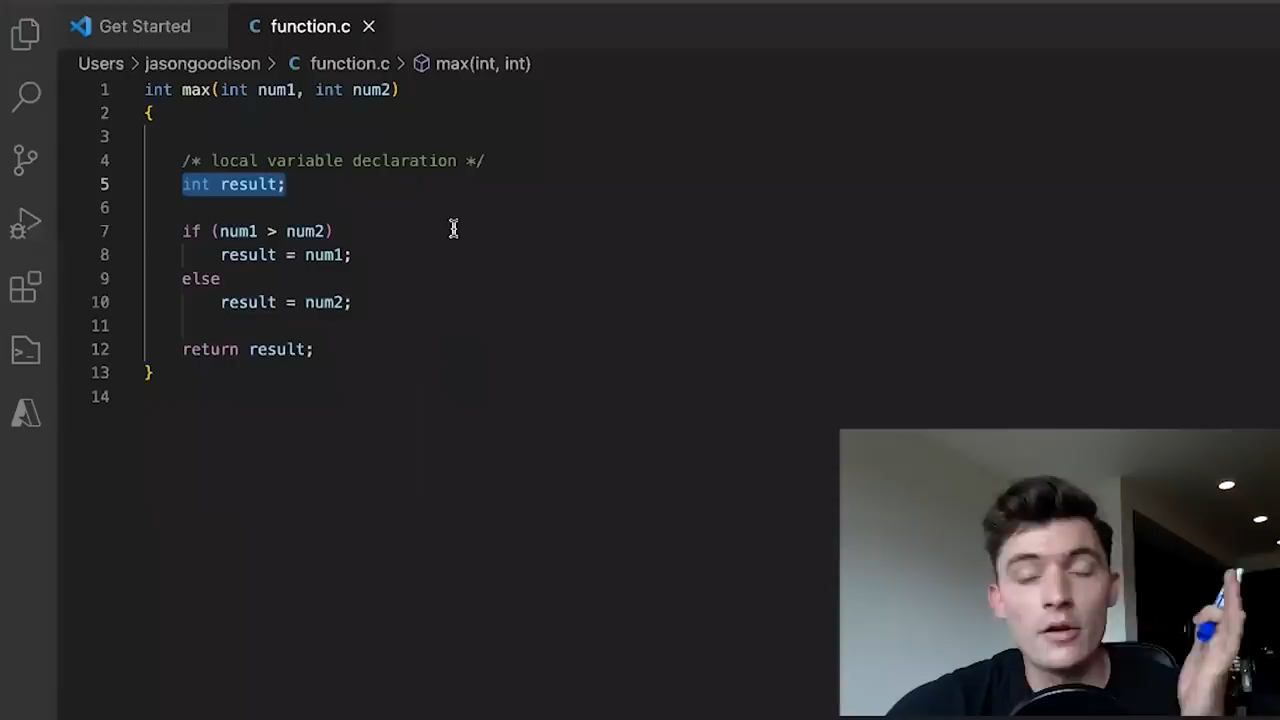 Get Started
C function.c
Users > jasongoodison > C function.c > max(int, int)
1 int max(int num1, int num2)
2 {
3
4 /* local variable declaration */
5 int result;
6
7 if (num1 > num2)
8 result = num1;
9 else
10 result = num2;
11
12 return result;
13 }
14